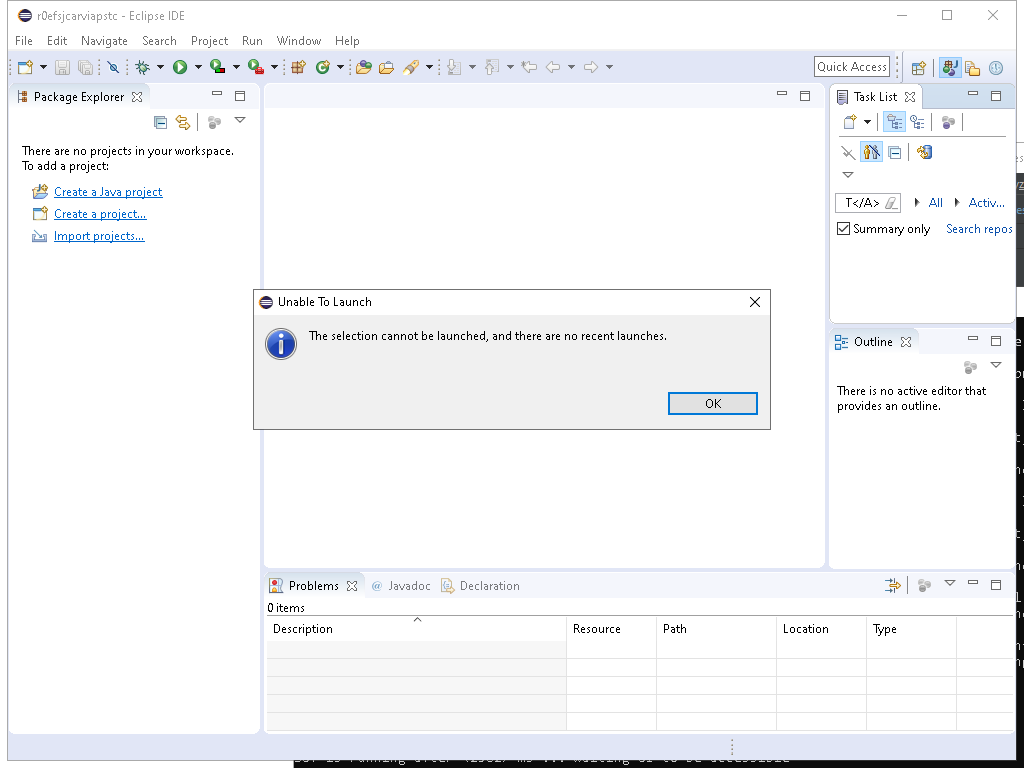 r0efsjcarviapstc - Eclipse IDE
File Edit Navigate Search Project Run Window Help
Quick Access
Package Explorer
There are no projects in your workspace.
To add a project:
Create a Java project
Create a project...
Import projects...
Task List
T</A> All Activ...
Summary only Search repos
Unable To Launch
The selection cannot be launched, and there are no recent launches.
OK
Outline
There is no active editor that
provides an outline.
Problems @ Javadoc Declaration
0 items
Description Resource Path Location Type